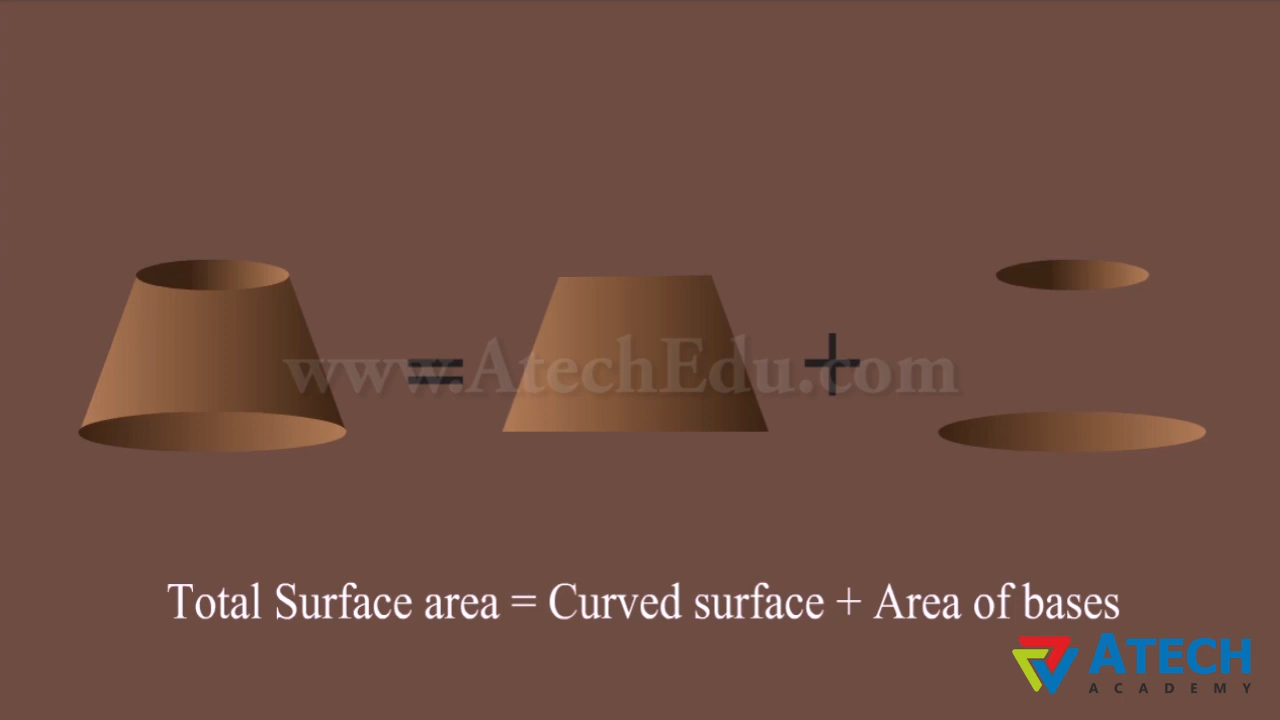 =
+
www.AtechEdu.com
Total Surface area = Curved surface + Area of bases
ATECH
ACADEMY